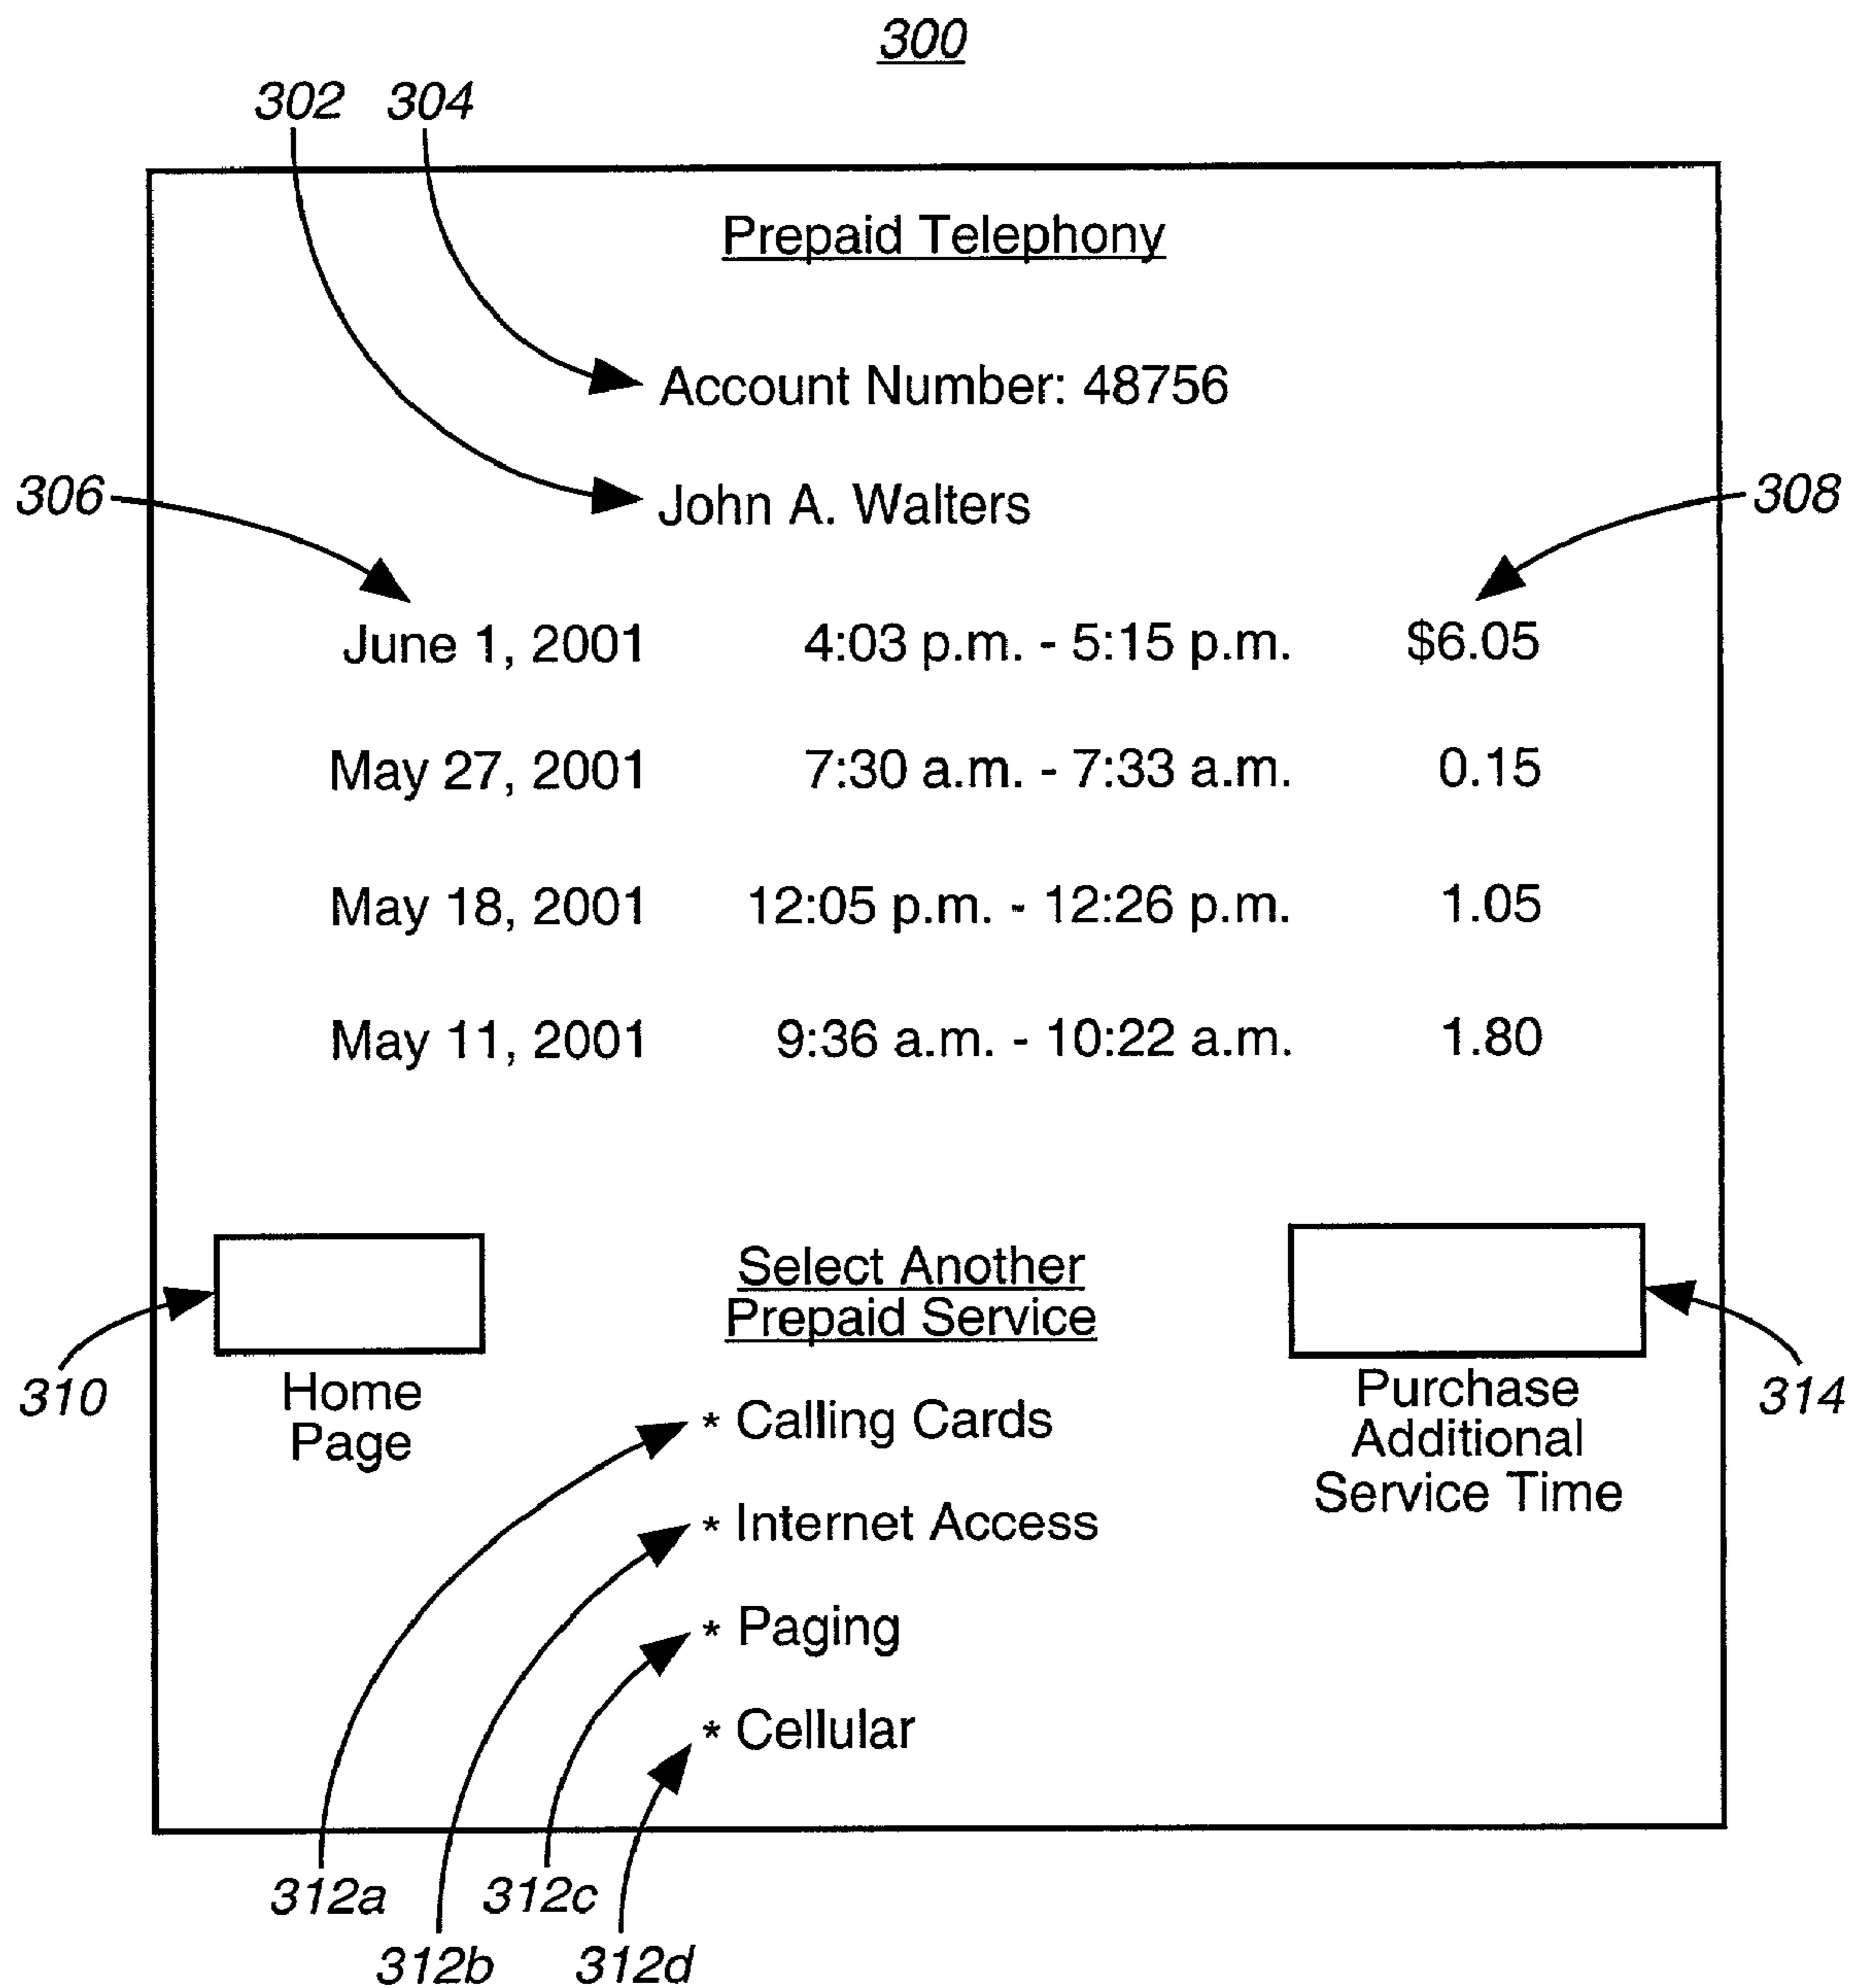 300
302 304
Prepaid Telephony
Account Number: 48756
306
John A. Walters
308
June 1, 2001 4:03 p.m. - 5:15 p.m. $6.05
May 27, 2001 7:30 a.m. - 7:33 a.m. 0.15
May 18, 2001 12:05 p.m. - 12:26 p.m. 1.05
May 11, 2001 9:36 a.m. - 10:22 a.m. 1.80
Select Another
Prepaid Service
310
Home
Page
Purchase
Additional
Service Time
314
* Calling Cards
* Internet Access
* Paging
* Cellular
312a
312c
312b
312d